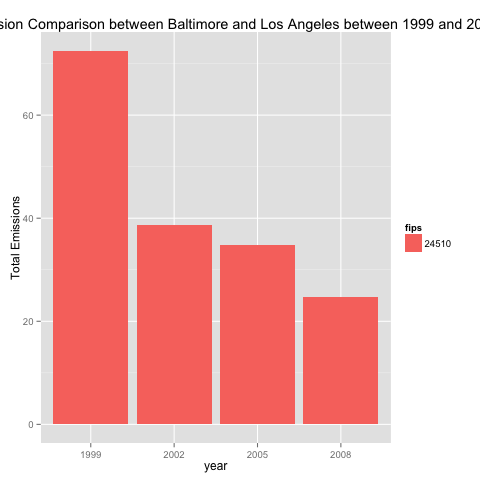 sion Comparison between Baltimore and Los Angeles between 1999 and 20
60
40
20
0
Total Emissions
1999 2002 2005 2008
year
fips
24510